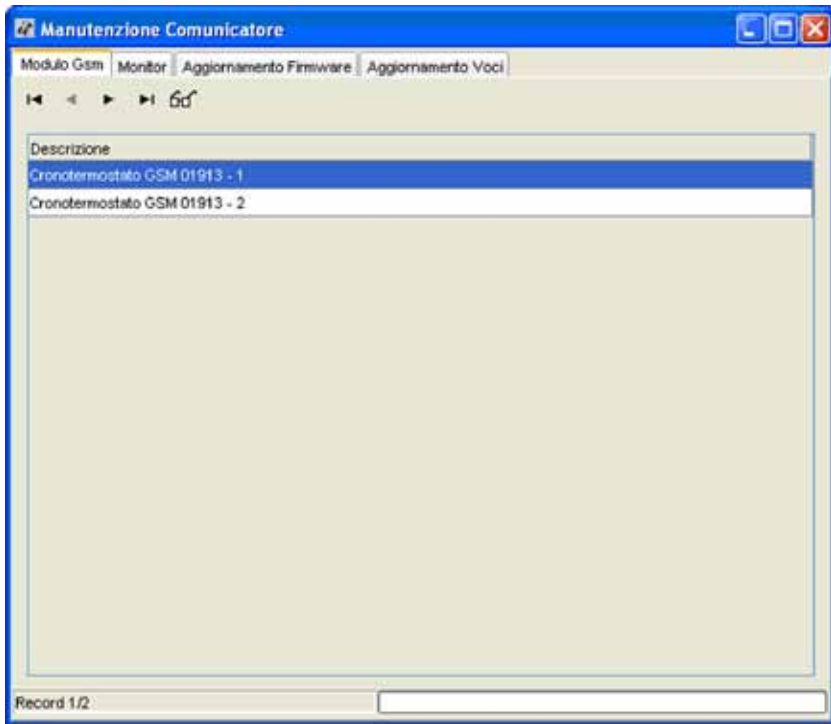 Manutenzione Comunicatore
Modulo Gsm Monitor Aggiornamento Firmware Aggiornamento Voci
Descrizione
Cronotermostato GSM 01913 - 1
Cronotermostato GSM 01913 - 2
Record 1/2